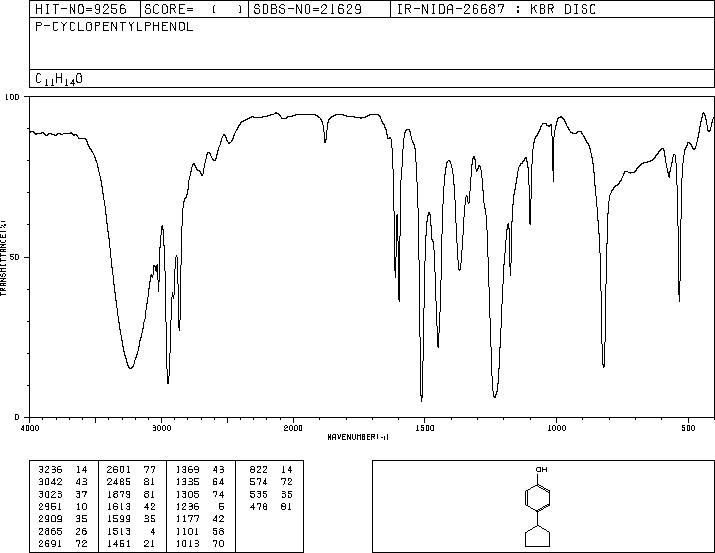 HIT-NO=9256 SCORE= ( ) SDBS-NO=21629 IR-NIDA-26687 : KBR DISC
P-CYCLOPENTYLPHENOL
C11H14O
100
50
0
TRANSMITTANCE(%)
4000 3000 2000 1500 1000 500
WAVENUMBER(-1)
3236 14 2601 77 1369 43 822 14
3042 43 2485 81 1335 64 574 72
3023 37 1879 81 1305 74 535 35
2951 10 1613 42 1236 5 478 81
2909 35 1599 35 1177 42
2865 26 1513 4 1101 58
2691 72 1451 21 1013 70
OH